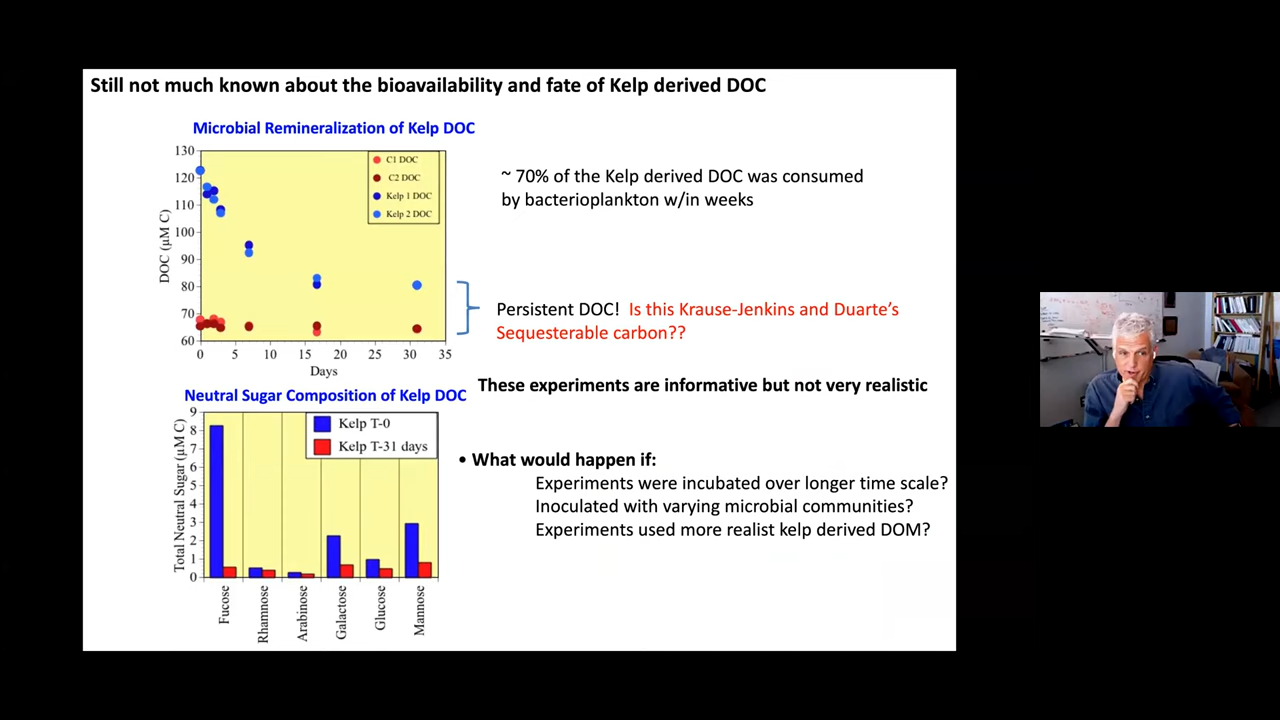 Still not much known about the bioavailability and fate of Kelp derived DOC
Microbial Remineralization of Kelp DOC
130
120
110
100
90
80
70
60
DOC (µM C)
C1 DOC
C2 DOC
Kelp 1 DOC
Kelp 2 DOC
0 5 10 15 20 25 30 35
Days
~ 70% of the Kelp derived DOC was consumed
by bacterioplankton w/in weeks
Persistent DOC! Is this Krause-Jenkins and Duarte's
Sequesterable carbon??
These experiments are informative but not very realistic
Neutral Sugar Composition of Kelp DOC
9
8
7
6
5
4
3
2
1
0
Total Neutral Sugar (µM C)
Kelp T-0
Kelp T-31 days
Fucose
Rhamnose
Arabinose
Galactose
Glucose
Mannose
• What would happen if:
Experiments were incubated over longer time scale?
Inoculated with varying microbial communities?
Experiments used more realist kelp derived DOM?